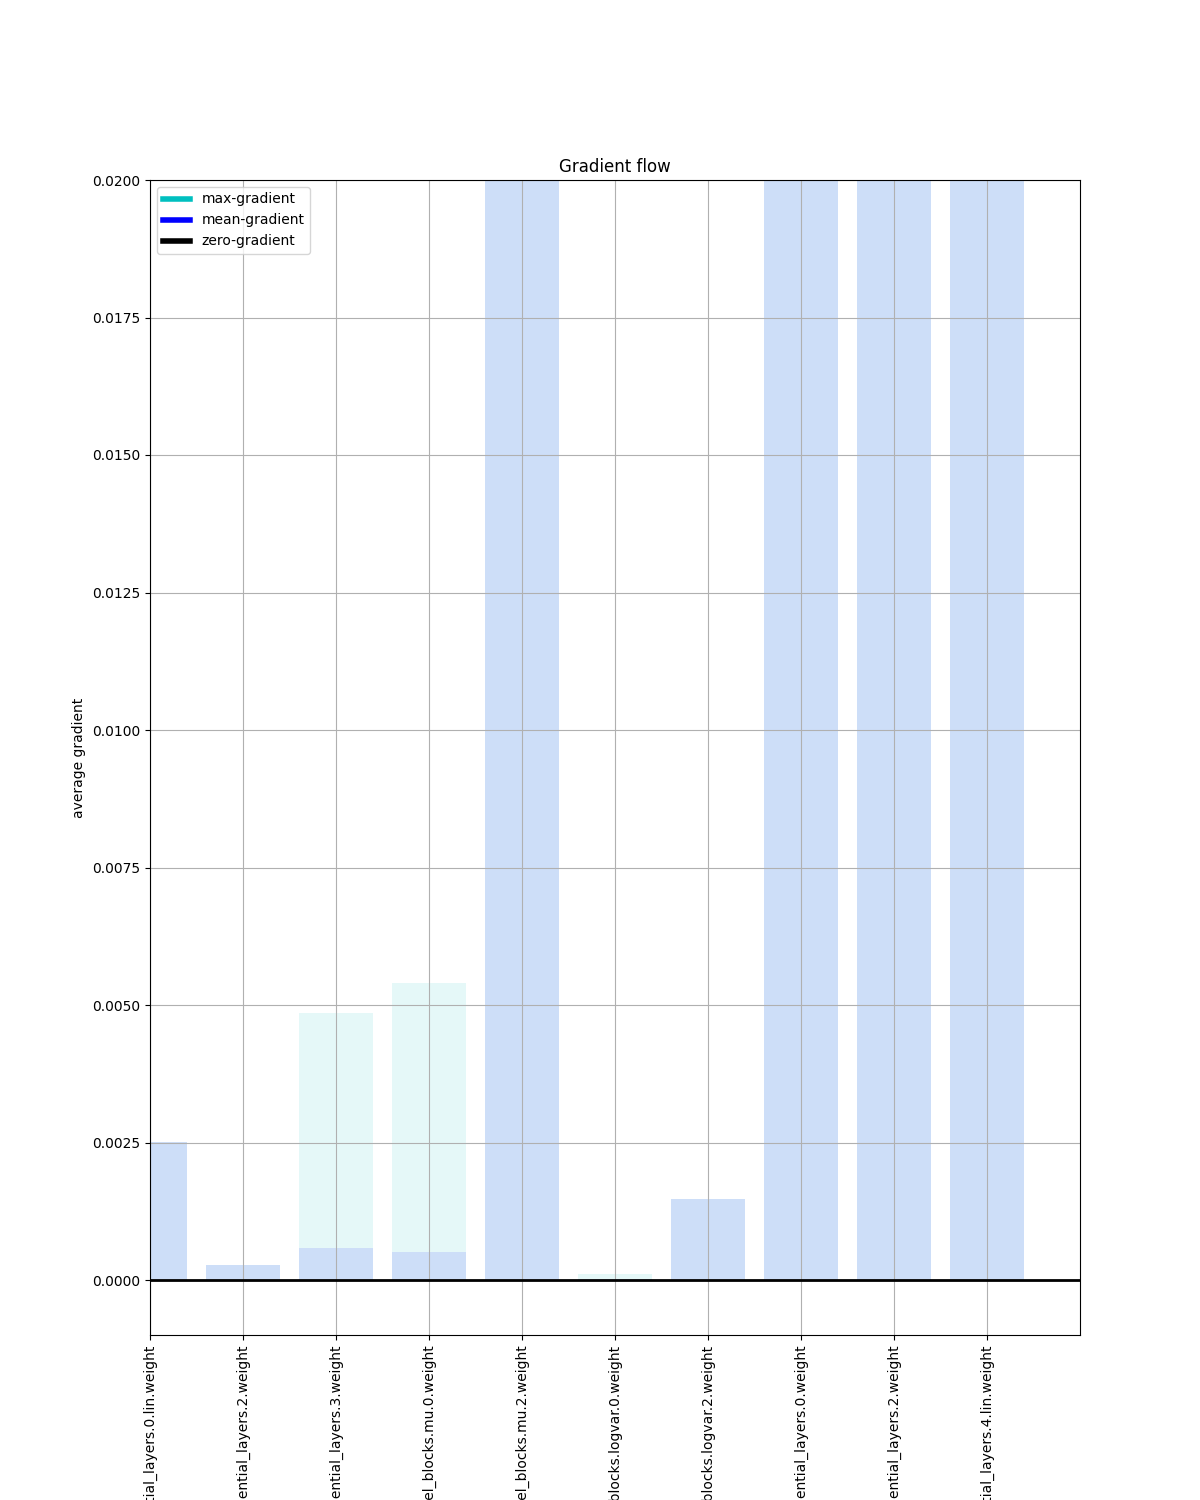 Gradient flow
max-gradient
mean-gradient
zero-gradient
0.0200
0.0175
0.0150
0.0125
0.0100
0.0075
0.0050
0.0025
0.0000
average gradient
tial_layers.0.lin.weight
ential_layers.2.weight
ential_layers.3.weight
el_blocks.mu.0.weight
el_blocks.mu.2.weight
blocks.logvar.0.weight
blocks.logvar.2.weight
ential_layers.0.weight
ential_layers.2.weight
tial_layers.4.lin.weight